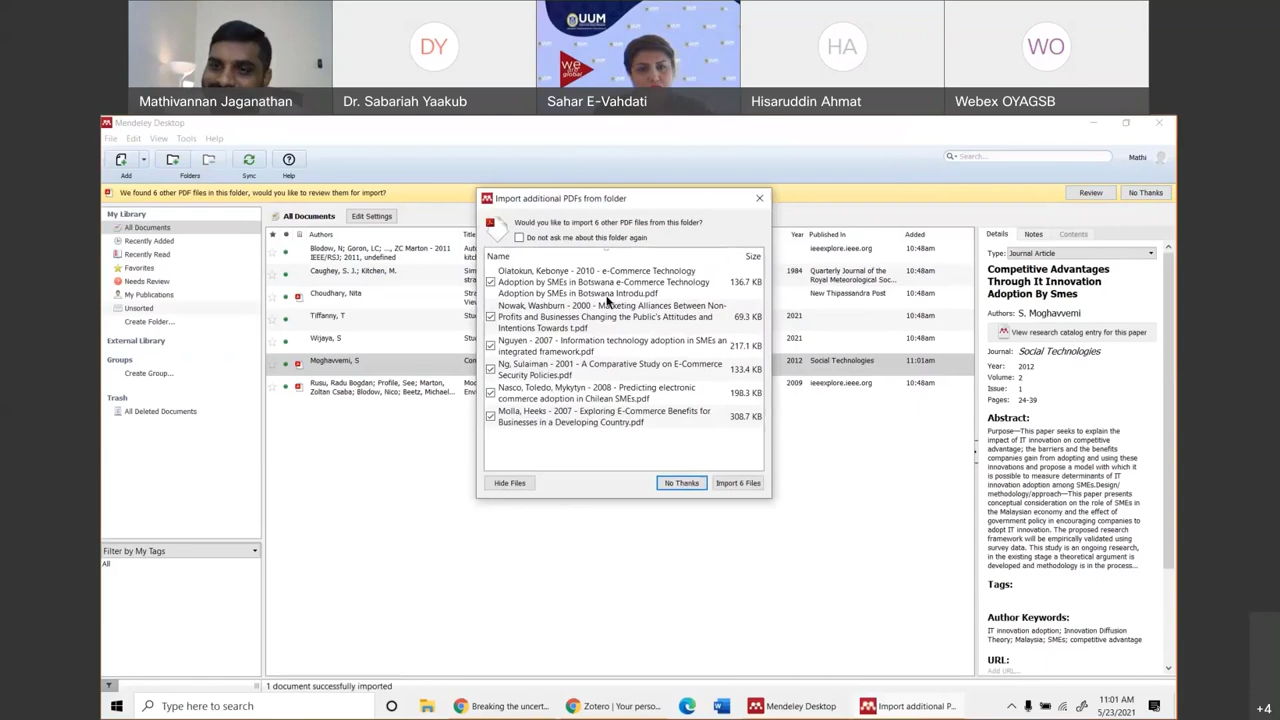 DY
UUM
we
are
global
HA
WO
Mathivannan Jaganathan
Dr. Sabariah Yaakub
Sahar E-Vahdati
Hisaruddin Ahmat
Webex OYAGSB
Mendeley Desktop
File Edit View Tools Help
Search...
Mathi
Add Folders Sync Help
We found 6 other PDF files in this folder, would you like to review them for import?
Review No Thanks
My Library
All Documents
Recently Added
Recently Read
Favorites
Needs Review
My Publications
Unsorted
Create Folder...
External Library
Groups
Create Group...
Trash
All Deleted Documents
Filter by My Tags
All
All Documents Edit Settings
Authors Titl Year Published In Added
Blodow, N; Goron, LC; ... ZC Marton - 2011 ieeexplore.ieee.org 10:48am
IEEE/RSJ; 2011, undefined
Caughey, S. J.; Kitchen, M. 1984 Quarterly Journal of the 10:48am
Royal Meteorological Soc...
Choudhary, Nita New Thipassandra Post 10:48am
Tiffanny, T 2021 10:48am
Wijaya, S 2021 10:48am
Moghavvemi, S Con 2012 Social Technologies 11:01am
Rusu, Radu Bogdan; Profile, See; Marton, 2009 ieeexplore.ieee.org 10:48am
Zoltan Csaba; Blodow, Nico; Beetz, Michael...
Import additional PDFs from folder
Would you like to import 6 other PDF files from this folder?
Do not ask me about this folder again
Name Size
Olatokun, Kebonye - 2010 - e-Commerce Technology
Adoption by SMEs in Botswana e-Commerce Technology 136.7 KB
Adoption by SMEs in Botswana Introdu.pdf
Nowak, Washburn - 2000 - Marketing Alliances Between Non-
Profits and Businesses Changing the Public's Attitudes and 69.3 KB
Intentions Towards t.pdf
Nguyen - 2007 - Information technology adoption in SMEs an 217.1 KB
integrated framework.pdf
Ng, Sulaiman - 2001 - A Comparative Study on E-Commerce 133.4 KB
Security Policies.pdf
Nasco, Toledo, Mykytyn - 2008 - Predicting electronic 198.3 KB
commerce adoption in Chilean SMEs.pdf
Molla, Heeks - 2007 - Exploring E-Commerce Benefits for 308.7 KB
Businesses in a Developing Country.pdf
Hide Files No Thanks Import 6 Files
Details Notes Contents
Type: Journal Article
Competitive Advantages
Through It Innovation
Adoption By Smes
Authors: S. Moghavvemi
View research catalog entry for this paper
Journal: Social Technologies
Year: 2012
Volume: 2
Issue: 1
Pages: 24-39
Abstract:
Purpose—This paper seeks to explain the
impact of IT innovation on competitive
advantage; the barriers and the benefits
companies gain from adopting and using these
innovations and propose a model with which it
is possible to measure determinants of IT
innovation adoption among SMEs.Design/
methodology/approach—This paper presents
conceptual consideration on the role of SMEs
in the Malaysian economy and the effect of
government policy in encouraging companies to
adopt IT innovation. The proposed research
framework will be empirically validated using
survey data. This study is an ongoing research,
in the existing stage a theoretical argument is
developed and methodology is in the process...
Tags:
Author Keywords:
IT innovation adoption; Innovation Diffusion
Theory; Malaysia; SMEs; competitive advantage
URL:
Add URL...
1 document successfully imported
Type here to search
Breaking the uncert...
Zotero | Your perso...
Mendeley Desktop
Import additional P...
11:01 AM
5/23/2021
+4